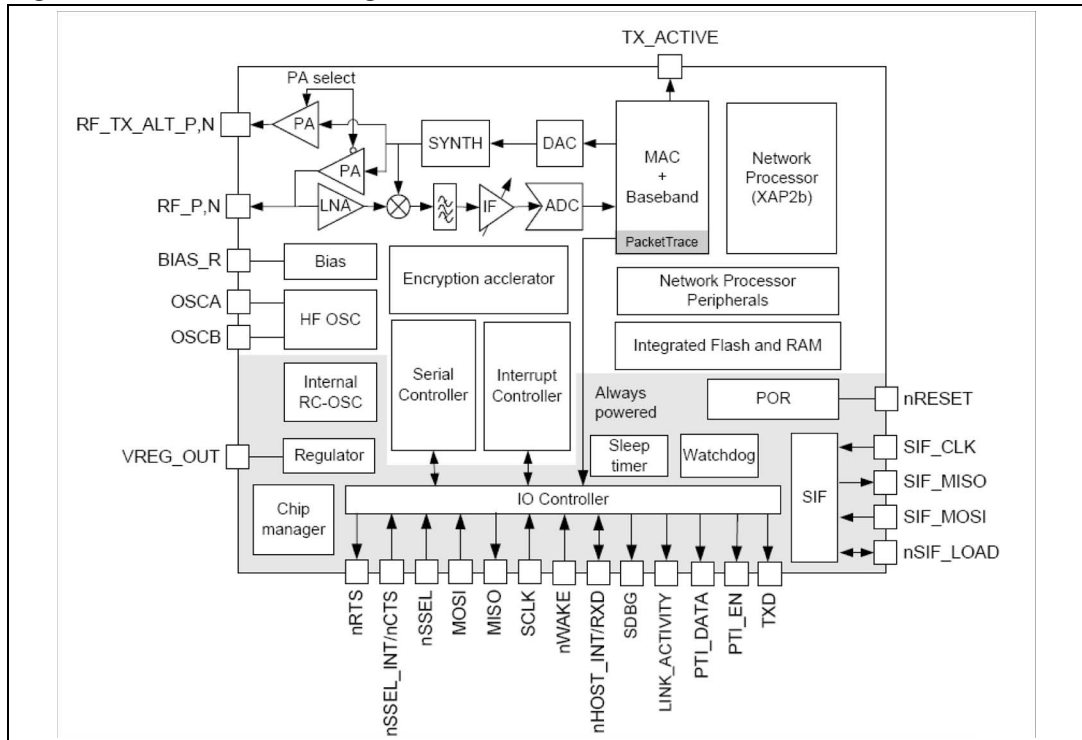 TX_ACTIVE
PA select
RF_TX_ALT_P,N
PA
SYNTH
DAC
MAC
+
Baseband
Network
Processor
(XAP2b)
PA
RF_P,N
LNA
IF
ADC
PacketTrace
BIAS_R
Bias
Encryption acclerator
Network Processor
Peripherals
OSCA
HF OSC
OSCB
Integrated Flash and RAM
Serial
Controller
Interrupt
Controller
Internal
RC-OSC
Always
powered
POR
nRESET
VREG_OUT
Regulator
Sleep
timer
Watchdog
SIF
SIF_CLK
SIF_MISO
SIF_MOSI
nSIF_LOAD
IO Controller
Chip
manager
nRTS
nSSEL_INT/nCTS
nSSEL
MOSI
MISO
SCLK
nWAKE
nHOST_INT/RXD
SDBG
LINK_ACTIVITY
PTI_DATA
PTI_EN
TXD